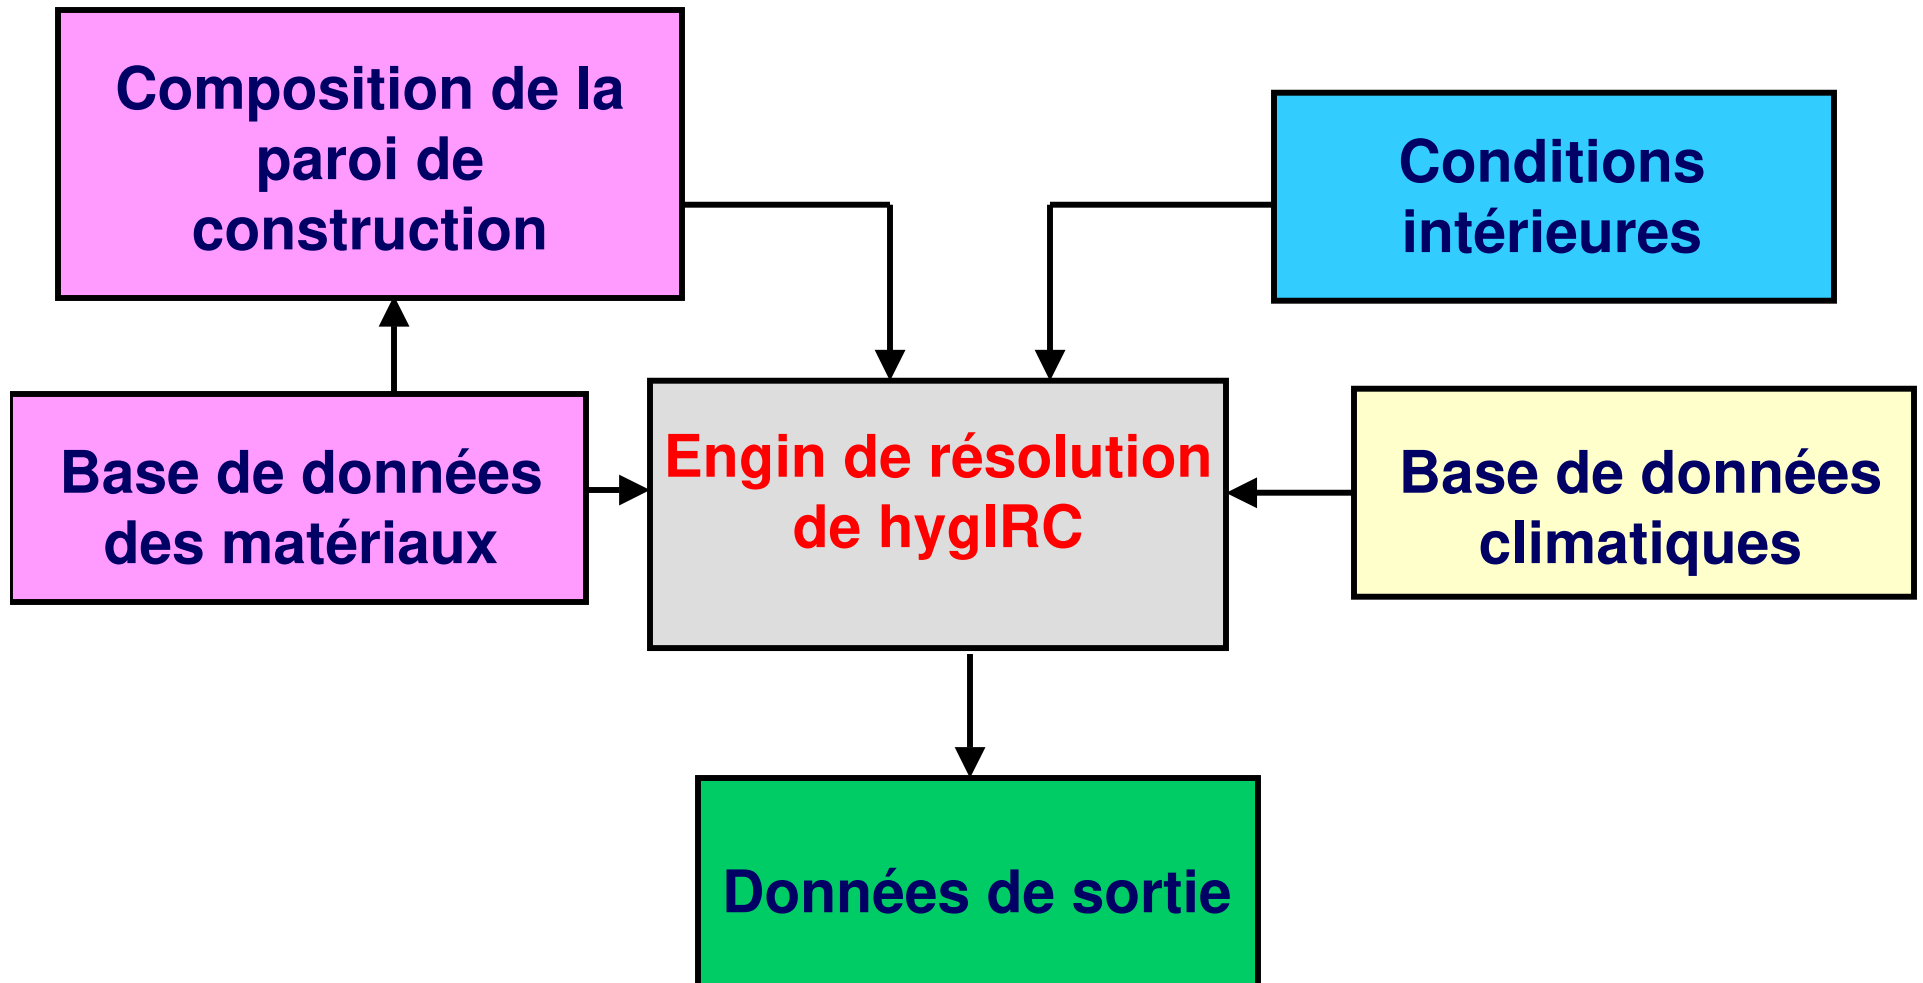 Composition de la
paroi de
construction
Conditions
intérieures
Base de données
des matériaux
Engin de résolution
de hygIRC
Base de données
climatiques
Données de sortie